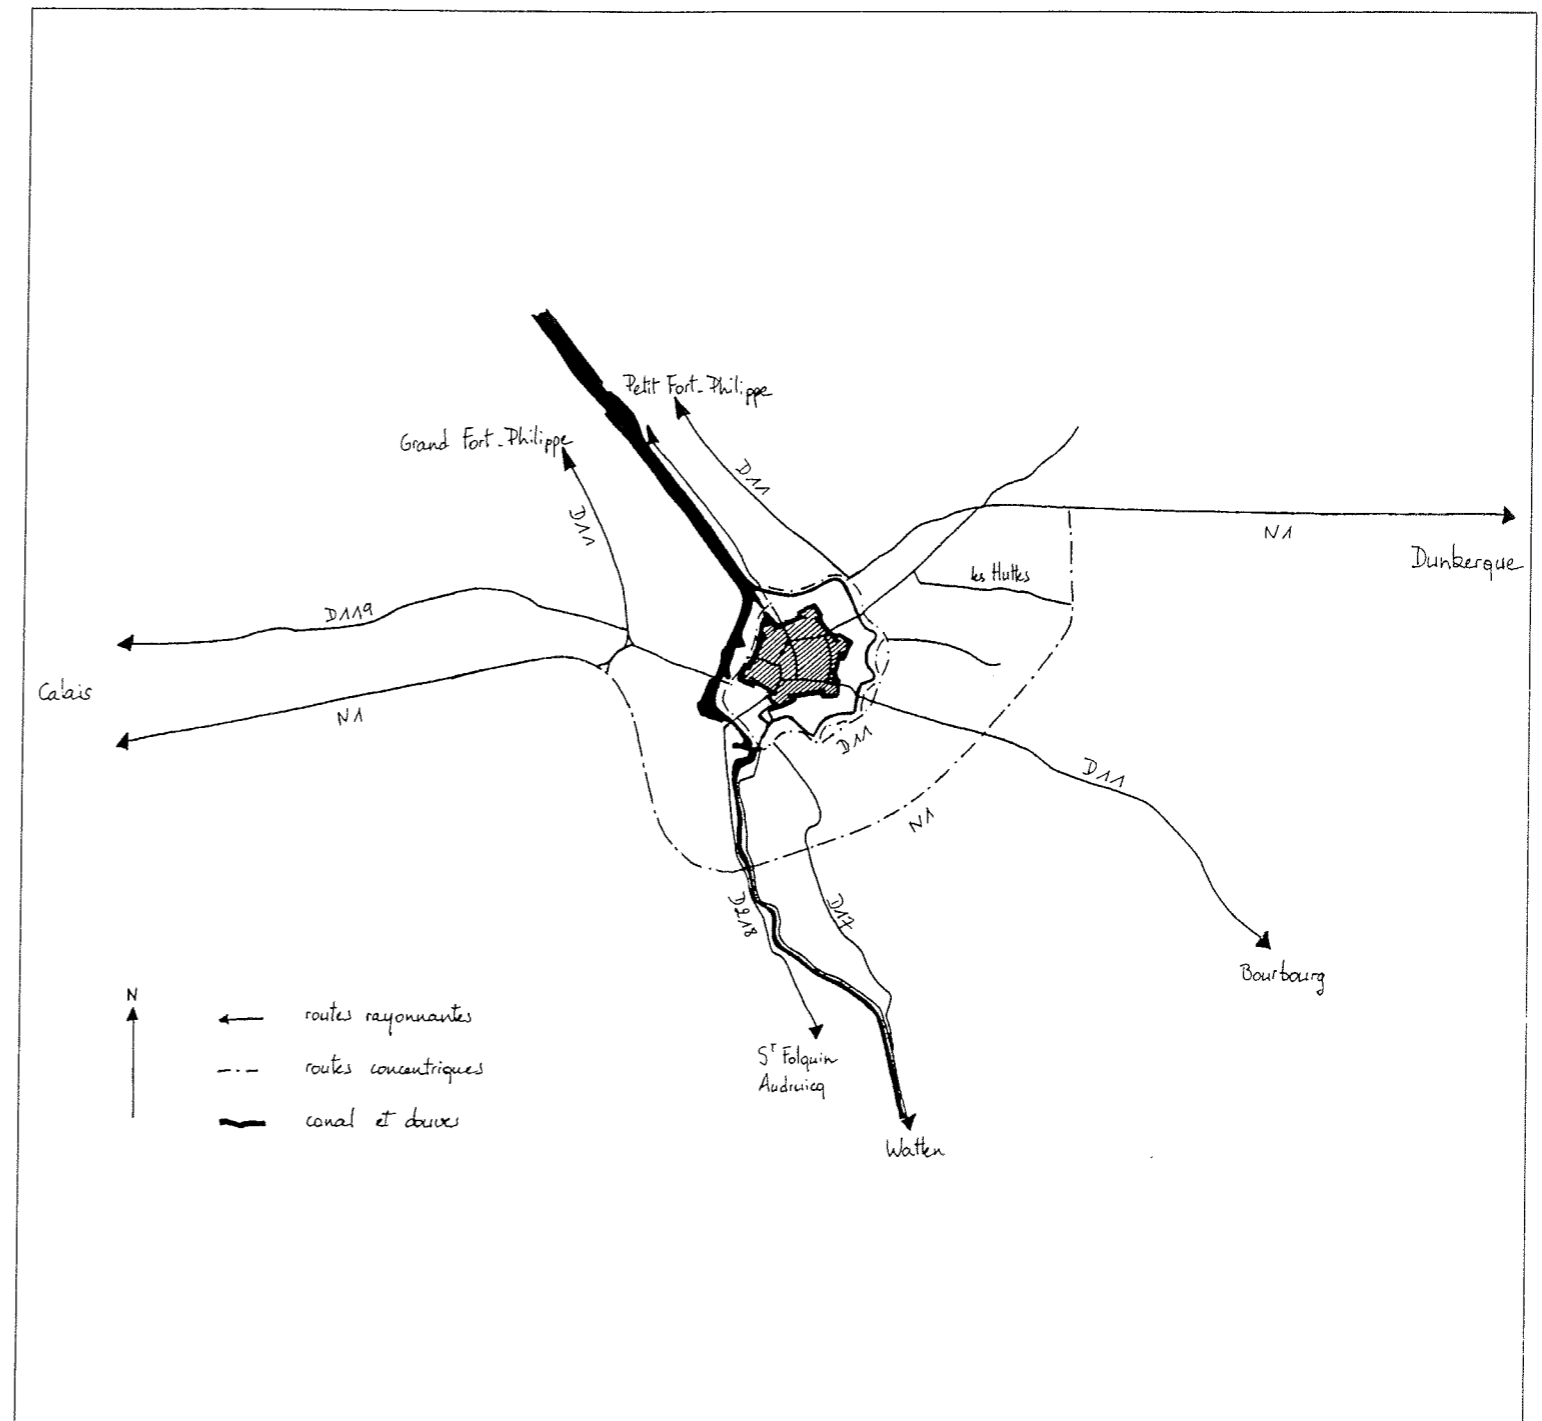 Petit Fort-Philippe
Grand Fort-Philippe
D11
D11
N1
Dunkerque
les Huttes
D119
Calais
N1
D11
D11
N1
D218
D17
Bourbourg
N
routes rayonnantes
routes concentriques
canal et douves
St Folquin
Audruicq
Watten